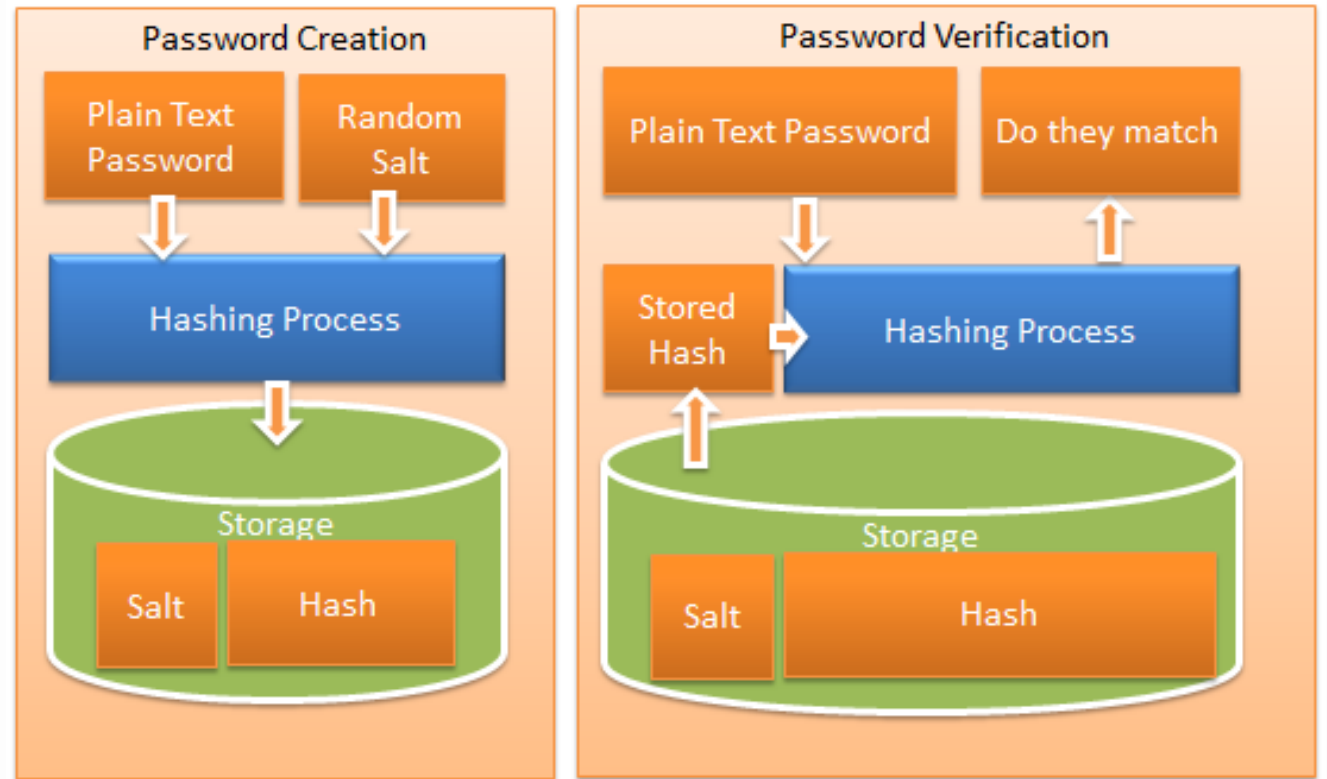 Password Creation
Plain Text
Password
Random
Salt
Hashing Process
Storage
Salt
Hash
Password Verification
Plain Text Password
Do they match
Stored
Hash
Hashing Process
Storage
Salt
Hash